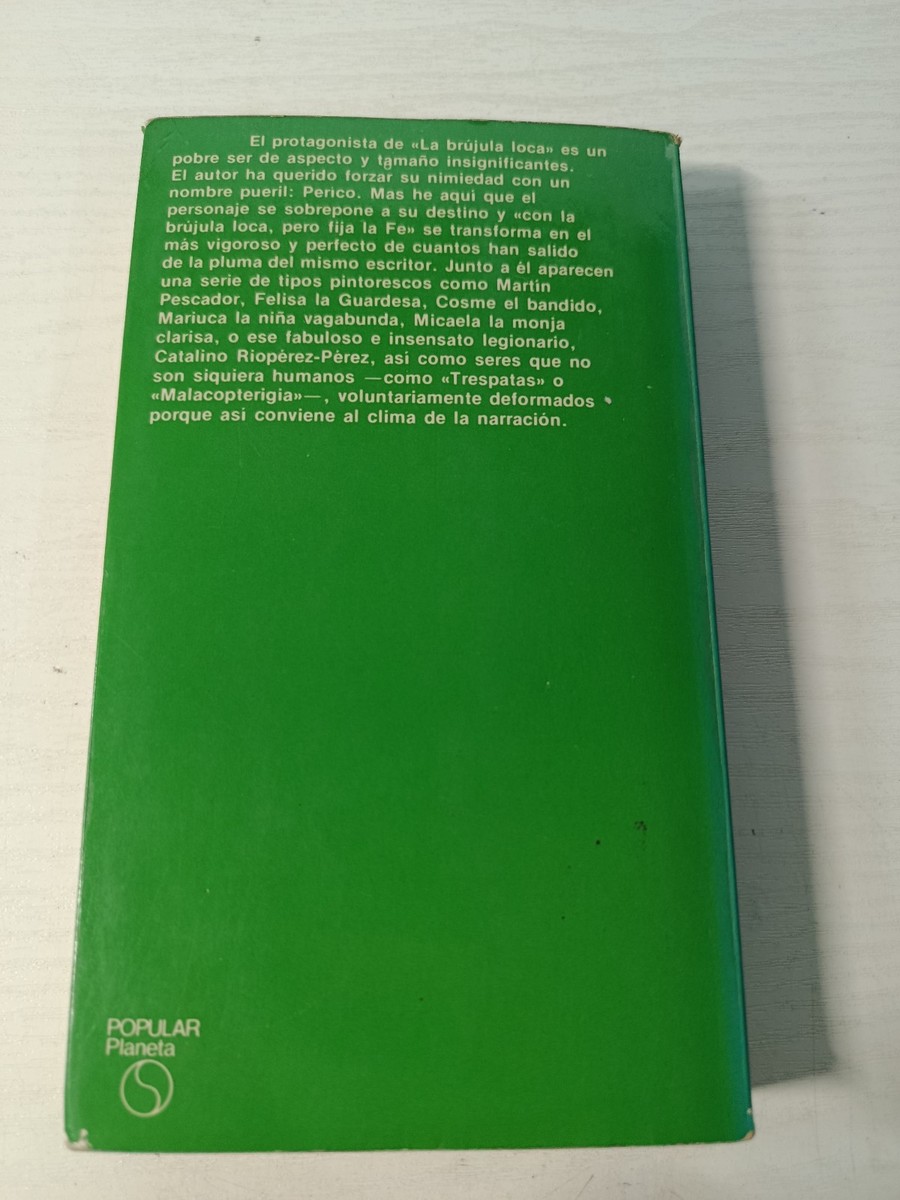 El protagonista de «La brújula loca» es un
pobre ser de aspecto y tamaño insignificantes.
El autor ha querido forzar su nimiedad con un
nombre pueril: Perico. Mas he aquí que el
personaje se sobrepone a su destino y «con la
brújula loca, pero fija la Fe» se transforma en el
más vigoroso y perfecto de cuantos han salido
de la pluma del mismo escritor. Junto a él aparecen
una serie de tipos pintorescos como Martín
Pescador, Felisa la Guardesa, Cosme el bandido,
Mariuca la niña vagabunda, Micaela la monja
clarisa, o ese fabuloso e insensato legionario,
Catalino Riopérez-Pérez, así como seres que no
son siquiera humanos —como «Trespatas» o
«Malacopterigia»—, voluntariamente deformados
porque así conviene al clima de la narración.
POPULAR
Planeta